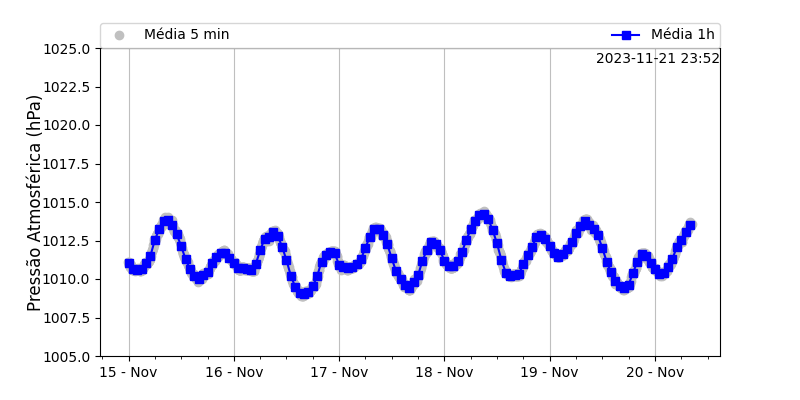 Média 5 min
Média 1h
2023-11-21 23:52
Pressão Atmosférica (hPa)
1025.0
1022.5
1020.0
1017.5
1015.0
1012.5
1010.0
1007.5
1005.0
15 - Nov
16 - Nov
17 - Nov
18 - Nov
19 - Nov
20 - Nov